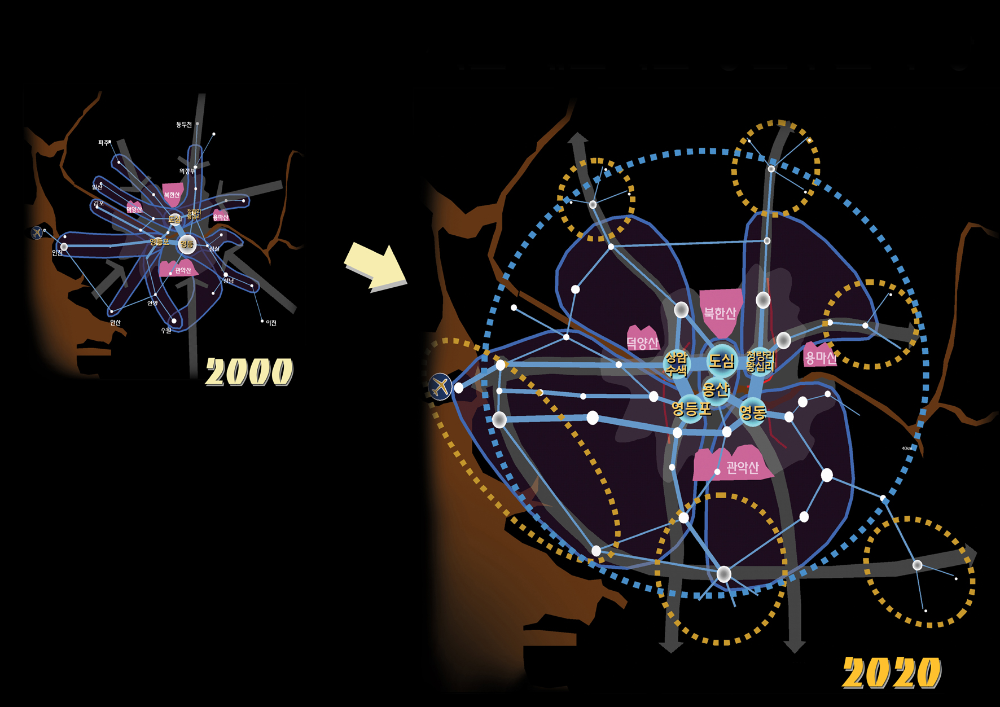 동두천
파주
의정부
일산
북한산
김포
덕양산
청량리
왕십리
용마산
도심
영등포
영동
잠실
인천
관악산
성남
안양
안산
수원
이천
2000
북한산
덕양산
용마산
상암
수색
도심
청량리
왕십리
용산
영등포
영동
40km
관악산
2020